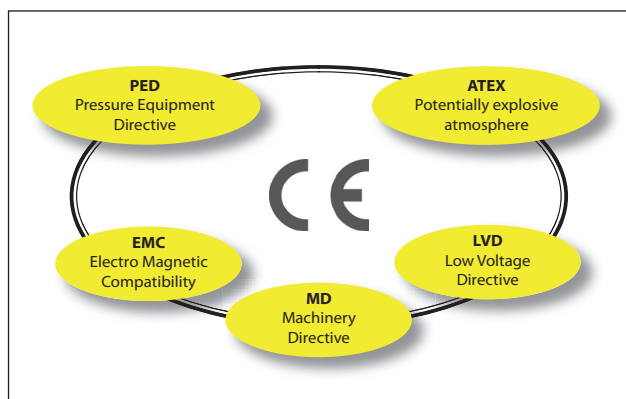 PED
Pressure Equipment
Directive
ATEX
Potentially explosive
atmosphere
CE
EMC
Electro Magnetic
Compatibility
LVD
Low Voltage
Directive
MD
Machinery
Directive